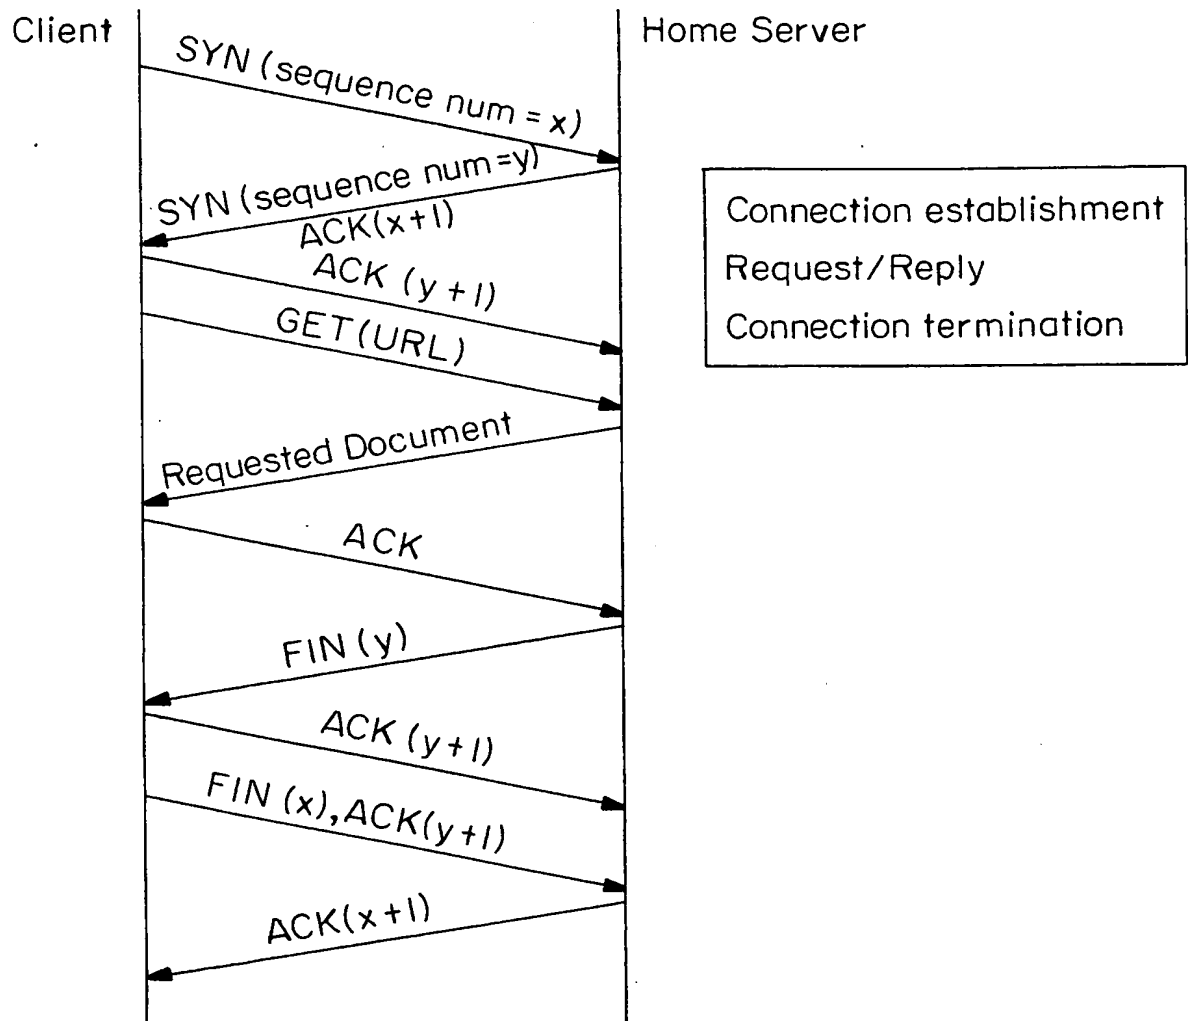 Client
Home Server
SYN (sequence num = x)
SYN (sequence num=y)
ACK(x+1)
ACK (y+1)
GET(URL)
Requested Document
ACK
FIN (y)
ACK (y+1)
FIN (x), ACK(y+1)
ACK(x+1)
Connection establishment
Request/Reply
Connection termination